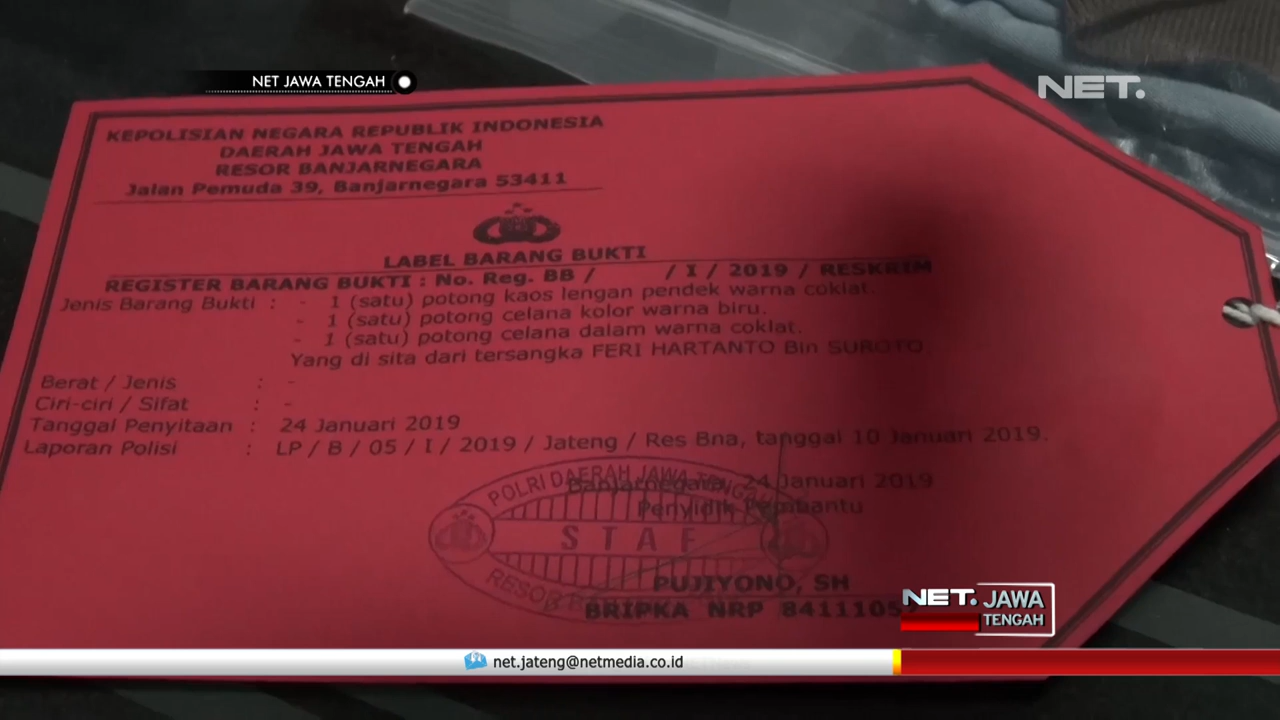 NET JAWA TENGAH
NET.
KEPOLISIAN NEGARA REPUBLIK INDONESIA
DAERAH JAWA TENGAH
RESOR BANJARNEGARA
Jalan Pemuda 39, Banjarnegara 53411
LABEL BARANG BUKTI
REGISTER BARANG BUKTI : No. Reg. BB / / I / 2019 / RESKRIM
Jenis Barang Bukti : - 1 (satu) potong kaos lengan pendek warna coklat.
- 1 (satu) potong celana kolor warna biru.
- 1 (satu) potong celana dalam warna coklat.
Yang di sita dari tersangka FERI HARTANTO Bin SUROTO
Berat / Jenis : -
Ciri-ciri / Sifat : -
Tanggal Penyitaan : 24 Januari 2019
Laporan Polisi : LP / B / 05 / I / 2019 / Jateng / Res Bna, tanggal 10 Januari 2019.
Banjarnegara, 24 Januari 2019
Penyidik Pembantu
POLRI DAERAH JAWA TENGAH
STAF
RESOR
PUJIYONO, SH
BRIPKA NRP
NET. JAWA
TENGAH
net.jateng@netmedia.co.id